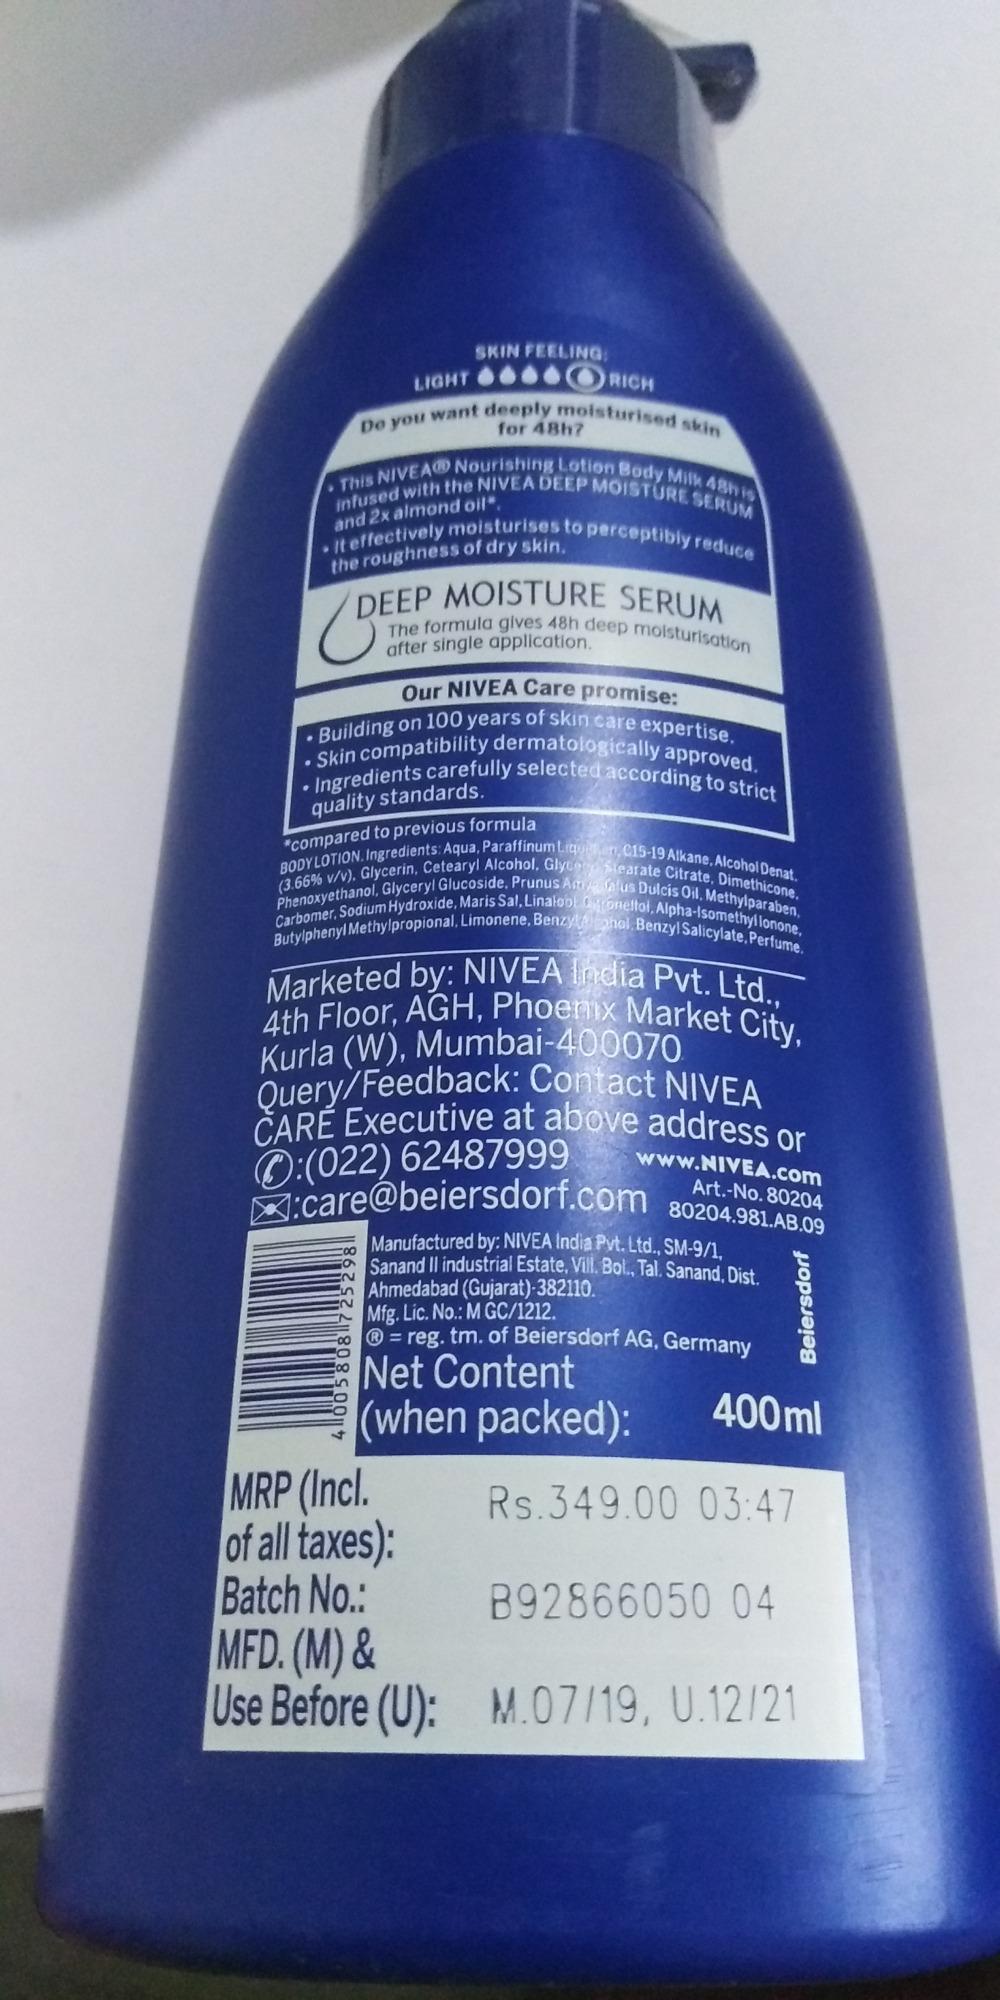 SKIN FEELING:
LIGHT RICH
Do you want deeply moisturised skin
for 48h?
• This NIVEA® Nourishing Lotion Body Milk 48h is
infused with the NIVEA DEEP MOISTURE SERUM
and 2x almond oil*.
• It effectively moisturises to perceptibly reduce
the roughness of dry skin.
DEEP MOISTURE SERUM
The formula gives 48h deep moisturisation
after single application.
Our NIVEA Care promise:
• Building on 100 years of skin care expertise.
• Skin compatibility dermatologically approved.
• Ingredients carefully selected according to strict
quality standards.
*compared to previous formula
BODY LOTION. Ingredients: Aqua, Paraffinum C15-19 Alkane, Alcohol Denat.
(3.66% v/v), Glycerin, Cetearyl Alcohol, Stearate Citrate, Dimethicone,
Phenoxyethanol, Glyceryl Glucoside, Prunus Dulcis Oil, Methylparaben,
Carbomer, Sodium Hydroxide, Maris Sal, Linalool, Citronellol, Alpha-Isomethyl Ionone,
Butylphenyl Methylpropional, Limonene, Benzyl Alcohol, Benzyl Salicylate, Perfume.
Marketed by: NIVEA India Pvt. Ltd.,
4th Floor, AGH, Phoenix Market City,
Kurla (W), Mumbai-400070
Query/Feedback: Contact NIVEA
CARE Executive at above address or
:(022) 62487999
www.NIVEA.com
:care@beiersdorf.com
Art.-No. 80204
80204.981.AB.09
4 005808 725298
Manufactured by: NIVEA India Pvt. Ltd., SM-9/1,
Sanand II industrial Estate, Vill. Bol., Tal. Sanand, Dist.
Ahmedabad (Gujarat)-382110.
Mfg. Lic. No.: M GC/1212.
® = reg. tm. of Beiersdorf AG, Germany
Beiersdorf
Net Content
(when packed): 400ml
MRP (Incl.
of all taxes): Rs.349.00 03:47
Batch No.: B92866050 04
MFD. (M) &
Use Before (U): M.07/19, U.12/21